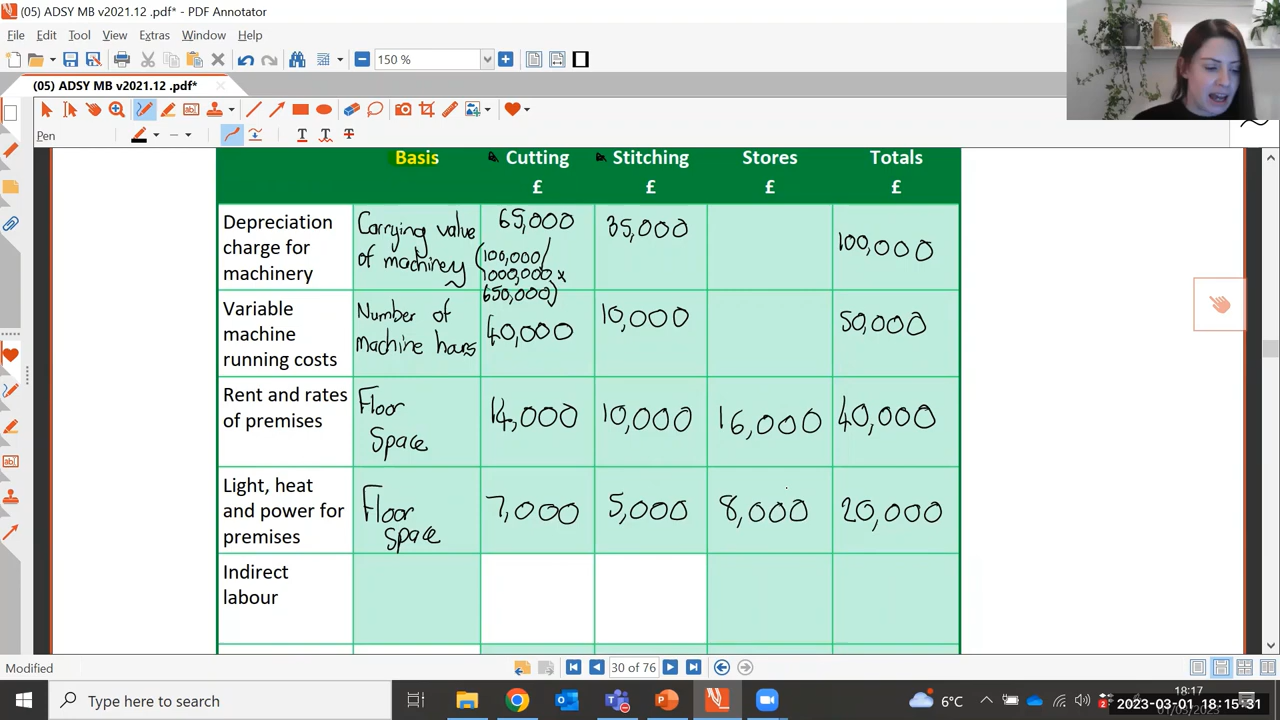 (05) ADSY MB v2021.12 .pdf* - PDF Annotator
File Edit Tool View Extras Window Help
150 %
(05) ADSY MB v2021.12 .pdf*
Pen
Basis Cutting Stitching Stores Totals
£ £ £ £
Depreciation charge for machinery
Carrying value of machinery
65,000
(100,000/
1000,000 x
650,000)
35,000
100,000
Variable machine running costs
Number of machine hours
40,000
10,000
50,000
Rent and rates of premises
Floor Space
14,000
10,000
16,000
40,000
Light, heat and power for premises
Floor space
7,000
5,000
8,000
20,000
Indirect labour
Modified
30 of 76
Type here to search
6°C
18:17
2023-03-01 18:15:31